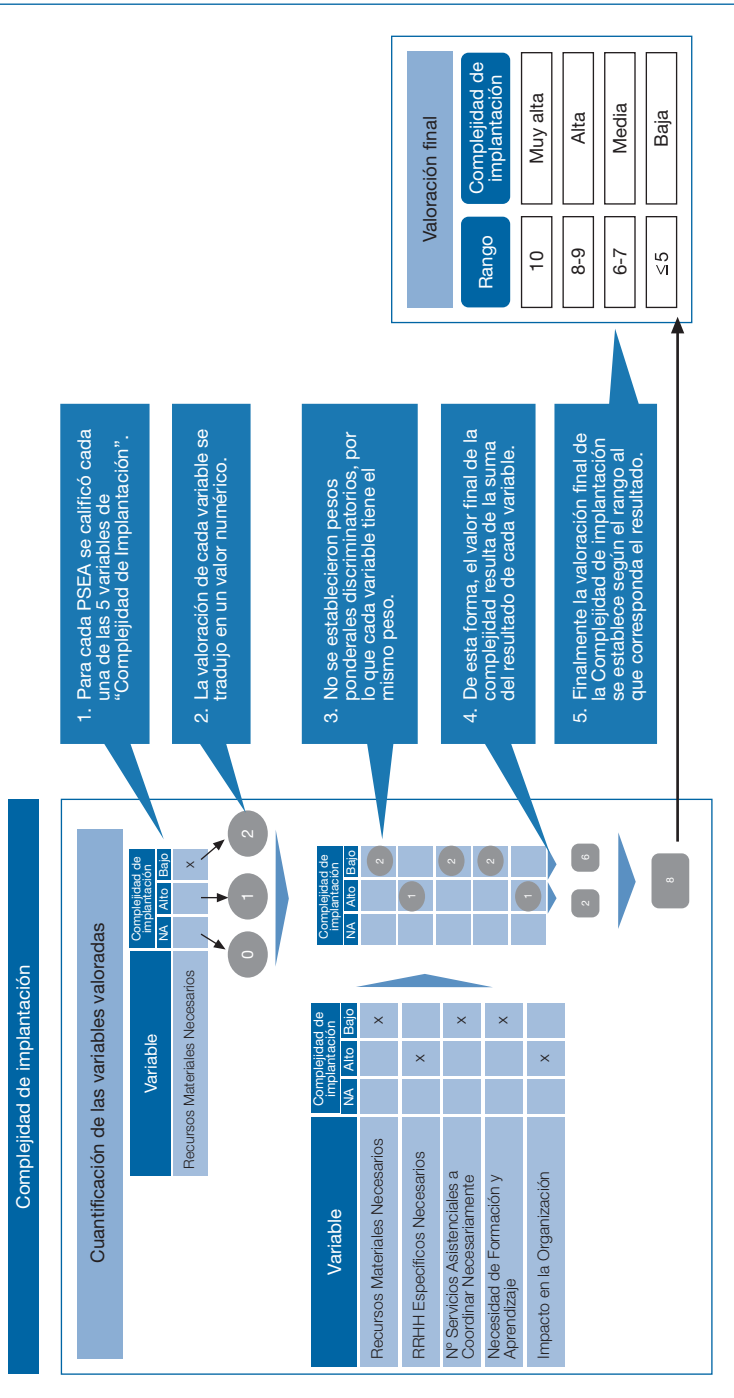 Complejidad de implantación
Cuantificación de las variables valoradas
Variable
Complejidad de
implantación
NA Alto Bajo
Recursos Materiales Necesarios
x
0 1 2
Variable
Complejidad de
implantación
NA Alto Bajo
Recursos Materiales Necesarios
x
RRHH Específicos Necesarios
x
Nº Servicios Asistenciales a
Coordinar Necesariamente
x
Necesidad de Formación y
Aprendizaje
x
Impacto en la Organización
x
Complejidad de
implantación
NA Alto Bajo
2
1
2
2
1
2 6
8
1. Para cada PSEA se calificó cada
una de las 5 variables de
“Complejidad de Implantación”.
2. La valoración de cada variable se
tradujo en un valor numérico.
3. No se establecieron pesos
ponderales discriminatorios, por
lo que cada variable tiene el
mismo peso.
4. De esta forma, el valor final de la
complejidad resulta de la suma
del resultado de cada variable.
5. Finalmente la valoración final de
la Complejidad de implantación
se establece según el rango al
que corresponda el resultado.
Valoración final
Rango
Complejidad de
implantación
10 Muy alta
8-9 Alta
6-7 Media
≤5 Baja